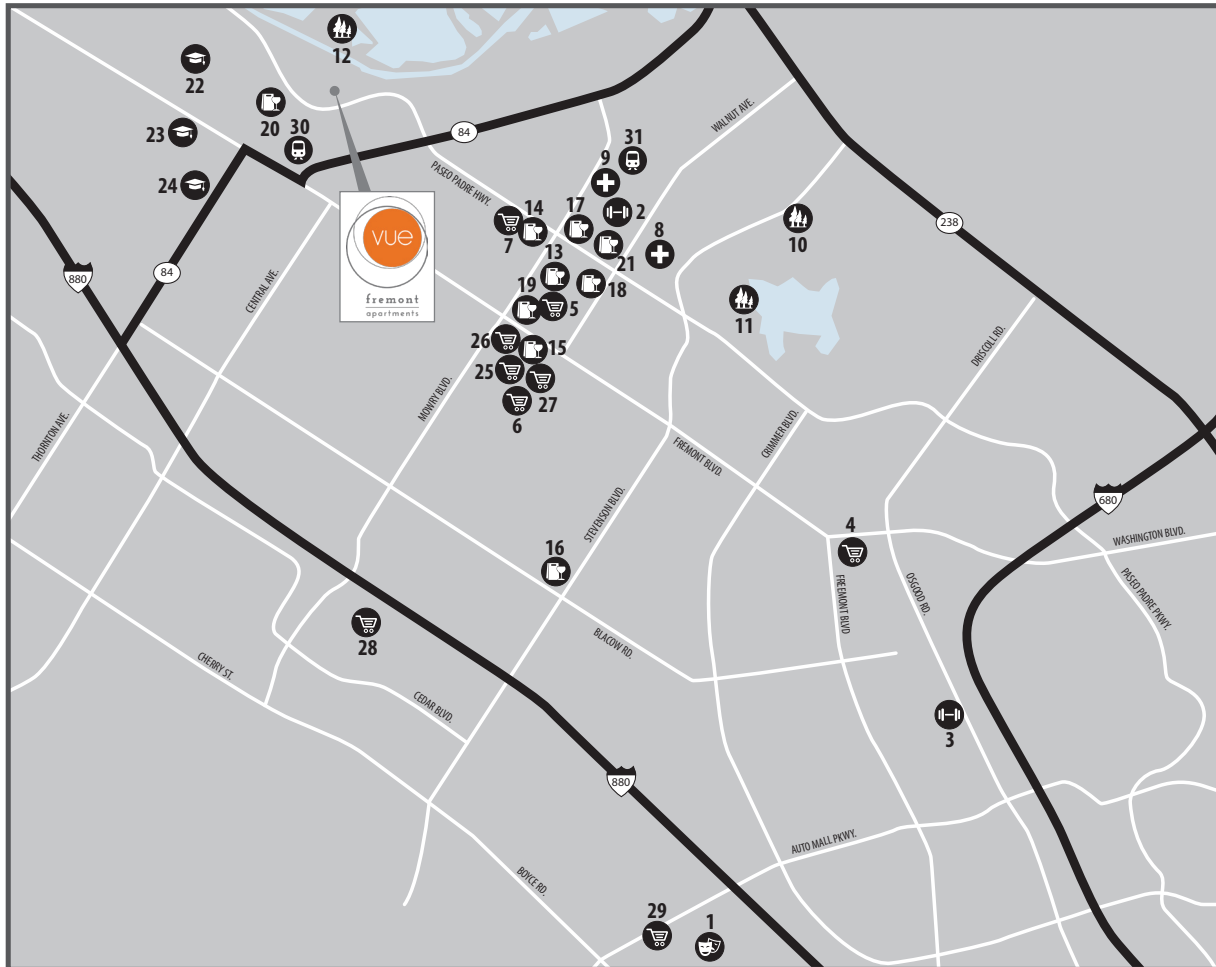 12
22
20
30
23
24
84
WALNUT AVE.
31
9
PASEO PADRE HWY.
14
17
2
7
8
21
10
238
880
84
CENTRAL AVE.
vue
fremont
apartments
13
19
5
18
11
26
15
25
27
6
DRISCOLL RD.
MOWRY BLVD.
THORNTON AVE.
CRIMMER BLVD.
FREMONT BLVD.
STEVENSON BLVD.
680
4
WASHINGTON BLVD.
16
FREEMONT BLVD
OSGOOD RD.
PASEO PADRE PKWY.
28
BLACOW RD.
CHERRY ST.
CEDAR BLVD.
3
880
AUTO MALL PKWY.
BOYCE RD.
29
1